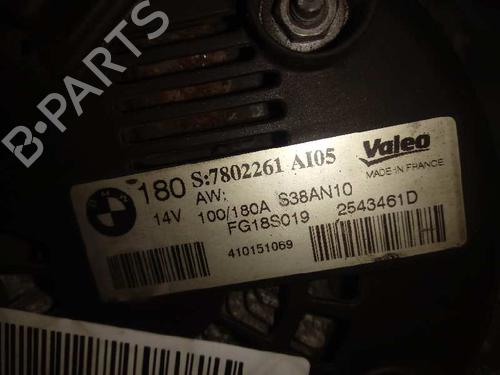 180 S:7802261 AI05
Valeo
MADE IN FRANCE
AW:
14V 100/180A S38AN10
FG18S019 2543461D
410151069
B-PARTS